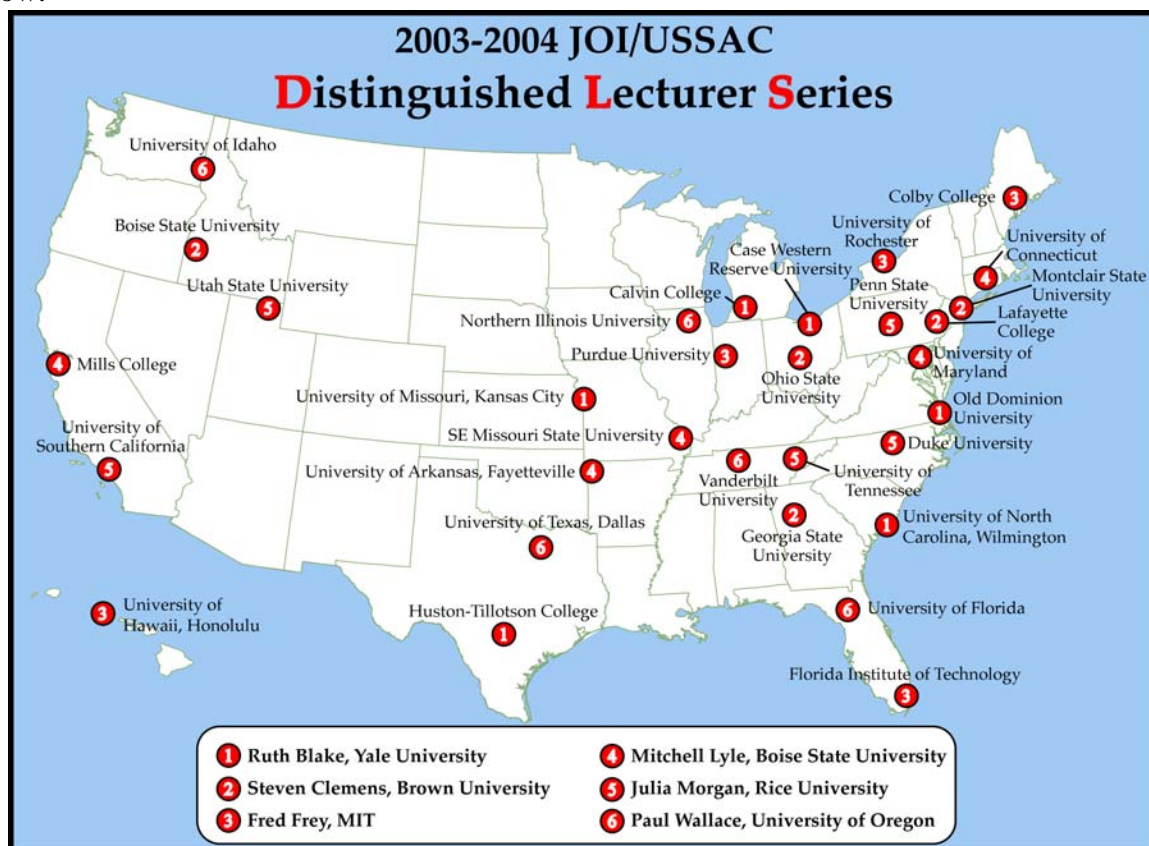 2003-2004 JOI/USSAC
Distinguished Lecturer Series
University of Idaho
6
Boise State University
2
Utah State University
5
4
Mills College
University of
Southern California
5
Colby College
3
University of
Rochester
3
University of
Connecticut
4
Case Western
Reserve University
1
Montclair State
University
2
Calvin College
1
Penn State
University
5
Lafayette
College
2
Northern Illinois University
6
Purdue University
3
2
Ohio State
University
4
University of
Maryland
University of Missouri, Kansas City
1
1
Old Dominion
University
SE Missouri State University
4
5
Duke University
University of Arkansas, Fayetteville
4
6
Vanderbilt
University
5
University of
Tennessee
University of Texas, Dallas
6
2
Georgia State
University
1
University of North
Carolina, Wilmington
3
University of
Hawaii, Honolulu
Huston-Tillotson College
1
6
University of Florida
Florida Institute of Technology
3
1 Ruth Blake, Yale University
2 Steven Clemens, Brown University
3 Fred Frey, MIT
4 Mitchell Lyle, Boise State University
5 Julia Morgan, Rice University
6 Paul Wallace, University of Oregon